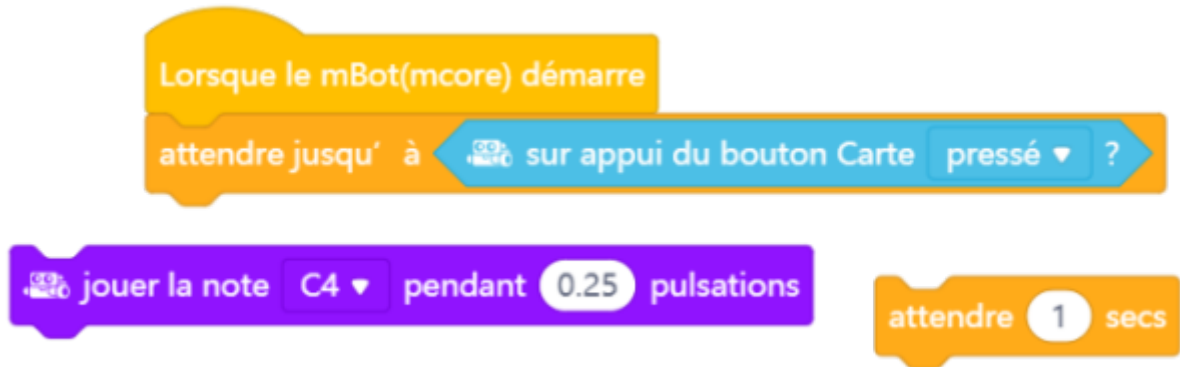 Lorsque le mBot(mcore) démarre
attendre jusqu' à sur appui du bouton Carte pressé ?
jouer la note C4 pendant 0.25 pulsations
attendre 1 secs